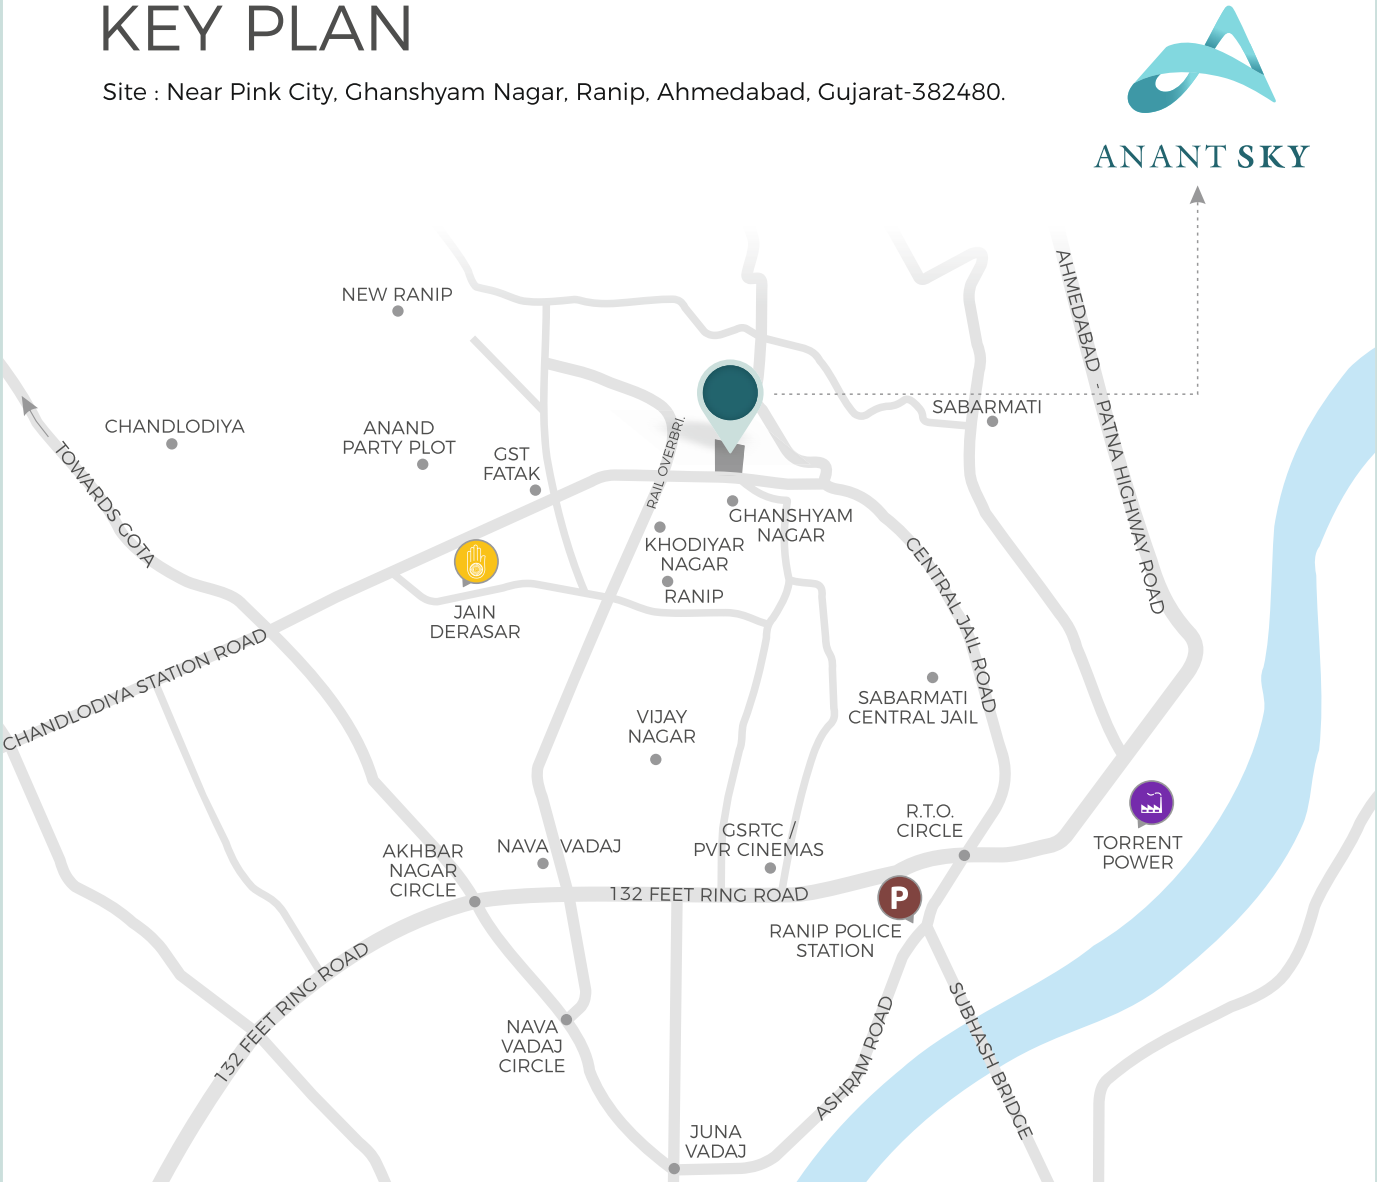 KEY PLAN
Site : Near Pink City, Ghanshyam Nagar, Ranip, Ahmedabad, Gujarat-382480.
ANANT SKY
AHMEDABAD - PATNA HIGHWAY ROAD
NEW RANIP
SABARMATI
CHANDLODIYA
ANAND
PARTY PLOT
GST
FATAK
RAIL OVERBRI.
TOWARDS GOTA
GHANSHYAM
NAGAR
KHODIYAR
NAGAR
RANIP
CENTRAL JAIL ROAD
JAIN
DERASAR
CHANDLODIYA STATION ROAD
SABARMATI
CENTRAL JAIL
VIJAY
NAGAR
R.T.O.
CIRCLE
GSRTC /
PVR CINEMAS
NAVA VADAJ
AKHBAR
NAGAR
CIRCLE
TORRENT
POWER
132 FEET RING ROAD
P
RANIP POLICE
STATION
132 FEET RING ROAD
NAVA
VADAJ
CIRCLE
ASHRAM ROAD
SUBHASH BRIDGE
JUNA
VADAJ